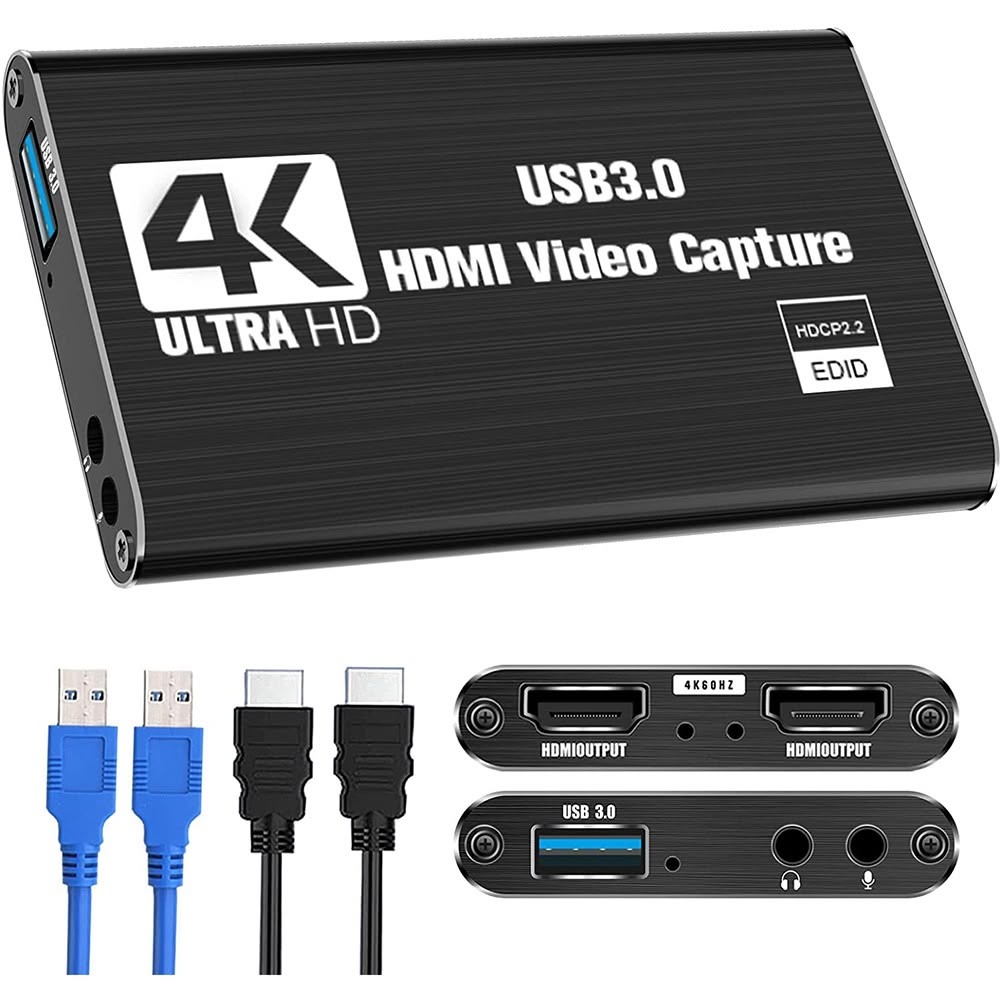 USB 3.0
4K
ULTRA HD
USB3.0
HDMI Video Capture
HDCP2.2
EDID
4K60HZ
HDMIOUTPUT
HDMIOUTPUT
USB 3.0